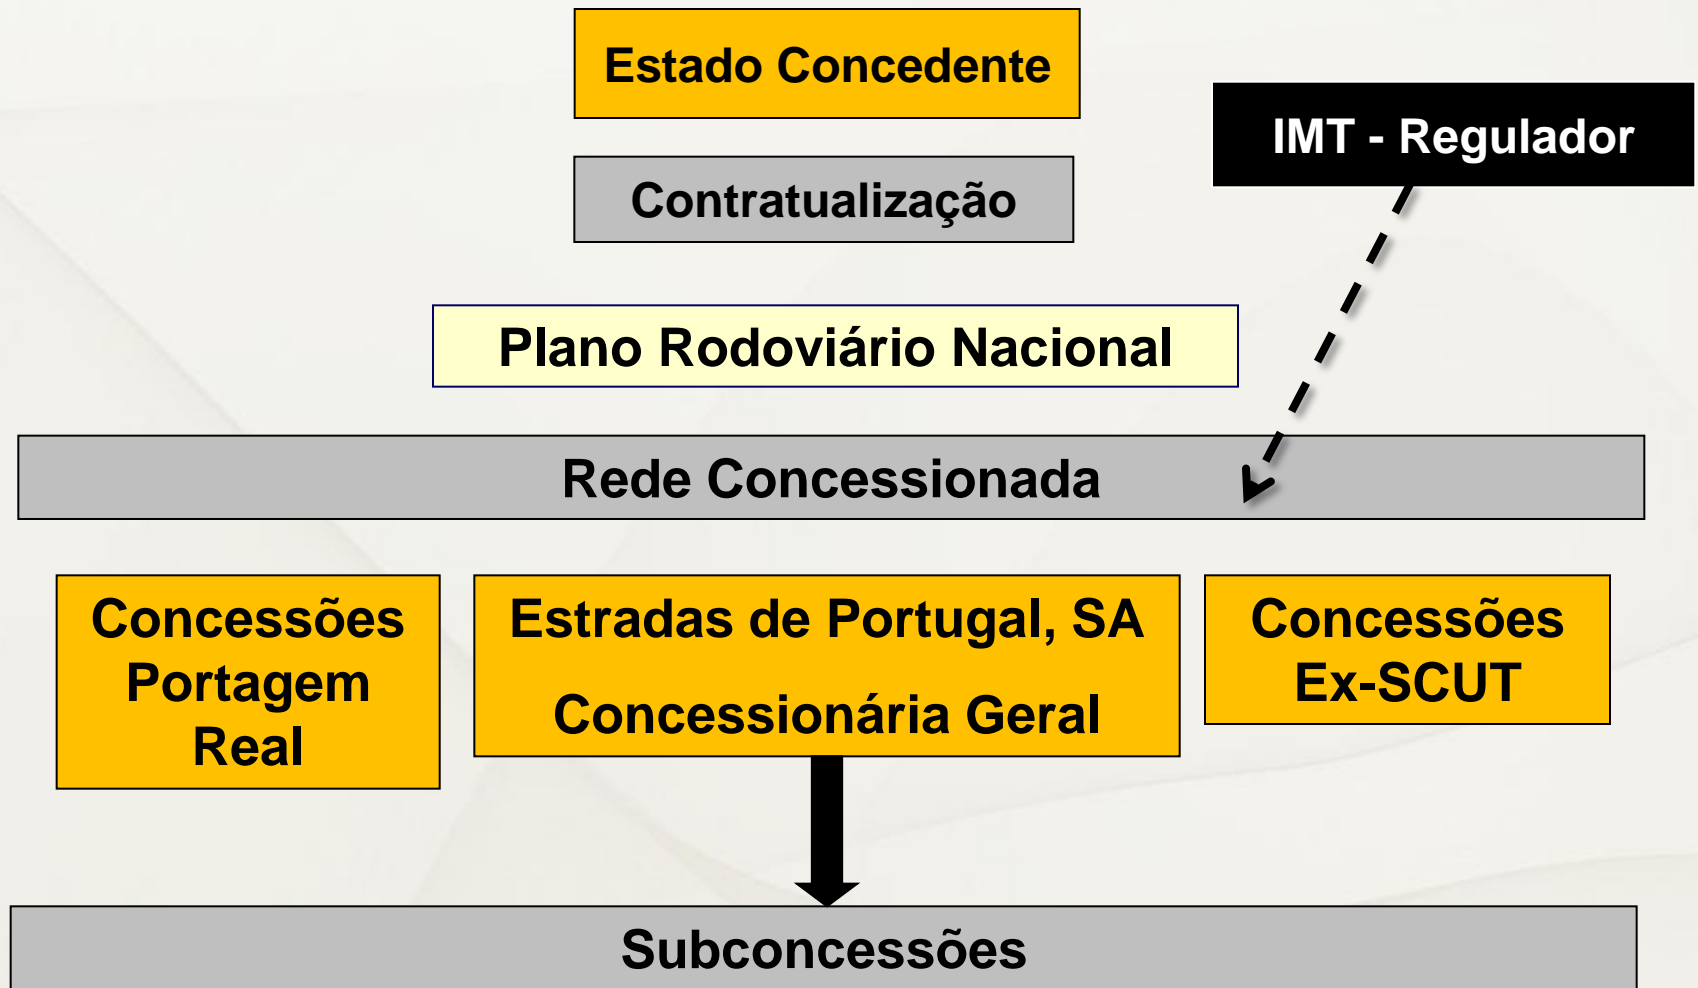 Estado Concedente
IMT - Regulador
Contratualização
Plano Rodoviário Nacional
Rede Concessionada
Concessões
Portagem
Real
Estradas de Portugal, SA
Concessionária Geral
Concessões
Ex-SCUT
Subconcessões